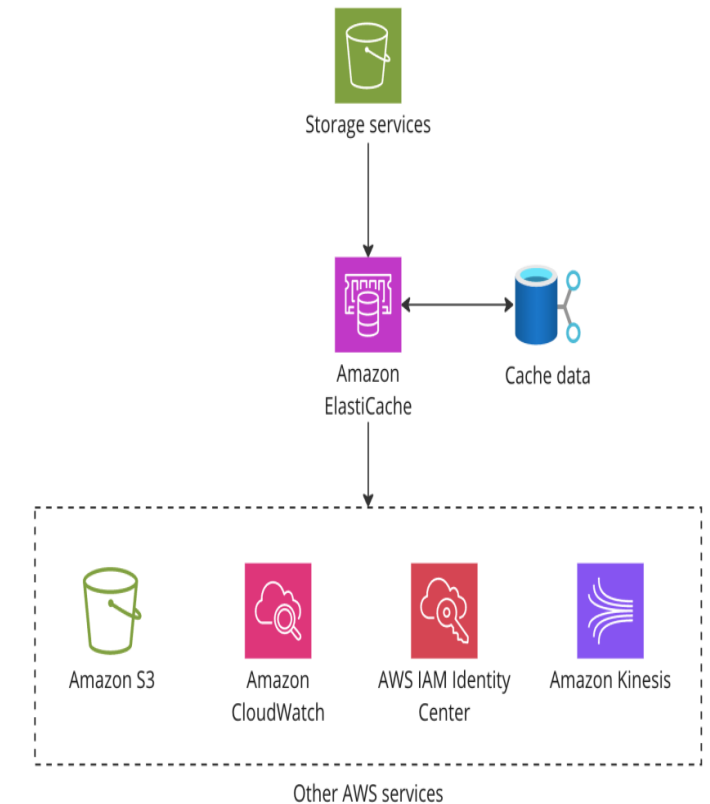 Storage services
Amazon
ElastiCache
Cache data
Amazon S3
Amazon
CloudWatch
AWS IAM Identity
Center
Amazon Kinesis
Other AWS services